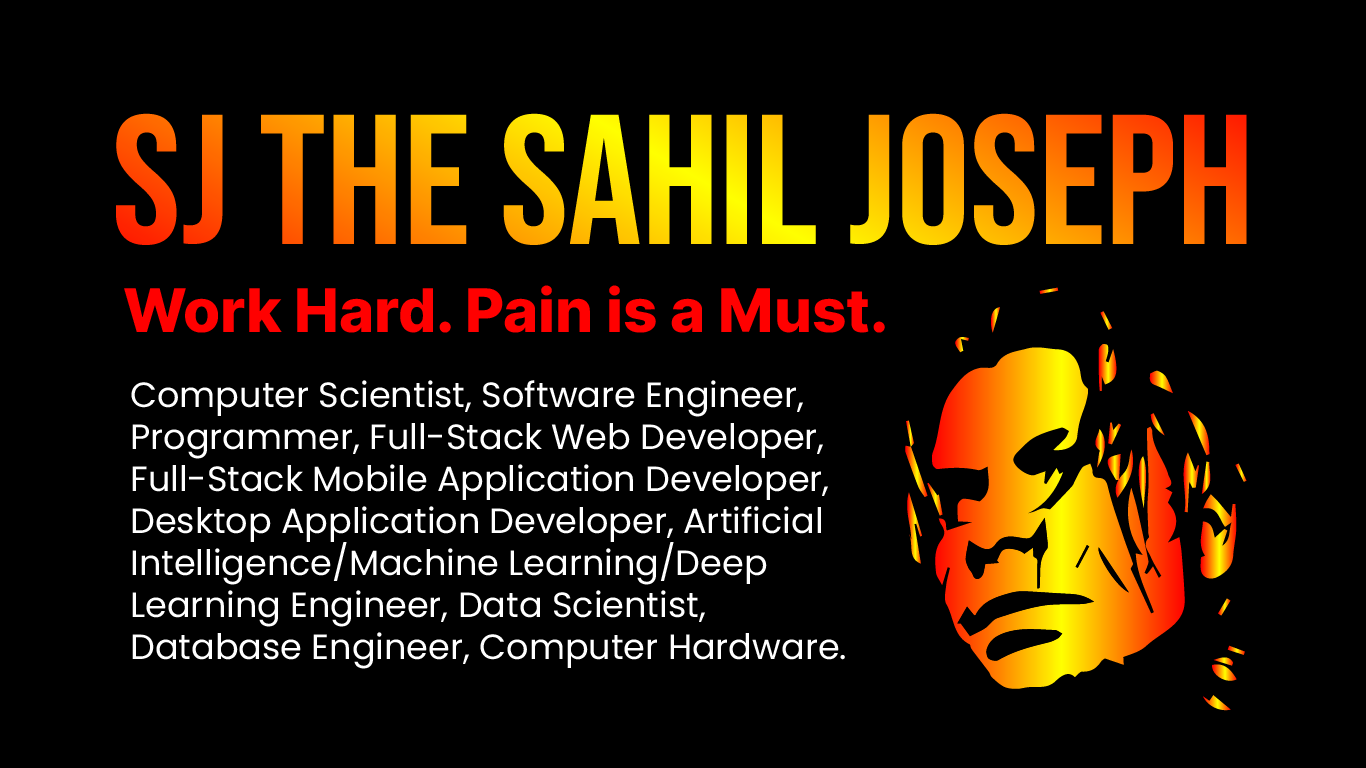 SJ THE SAHIL JOSEPH
Work Hard. Pain is a Must.
Computer Scientist, Software Engineer,
Programmer, Full-Stack Web Developer,
Full-Stack Mobile Application Developer,
Desktop Application Developer, Artificial
Intelligence/Machine Learning/Deep
Learning Engineer, Data Scientist,
Database Engineer, Computer Hardware.